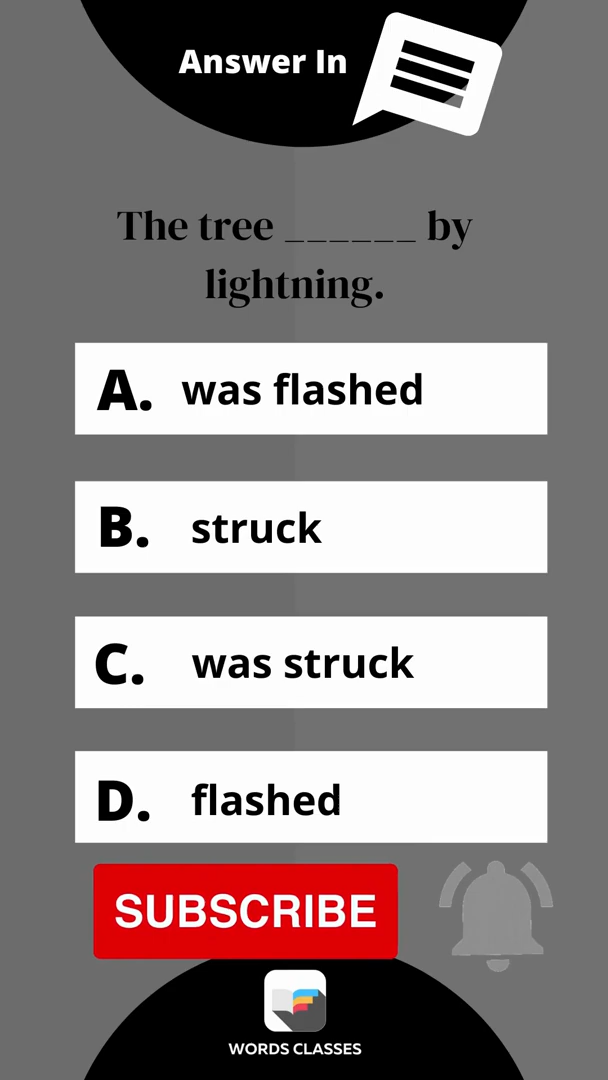 Answer In
The tree ______ by
lightning.
A. was flashed
B. struck
C. was struck
D. flashed
SUBSCRIBE
WORDS CLASSES